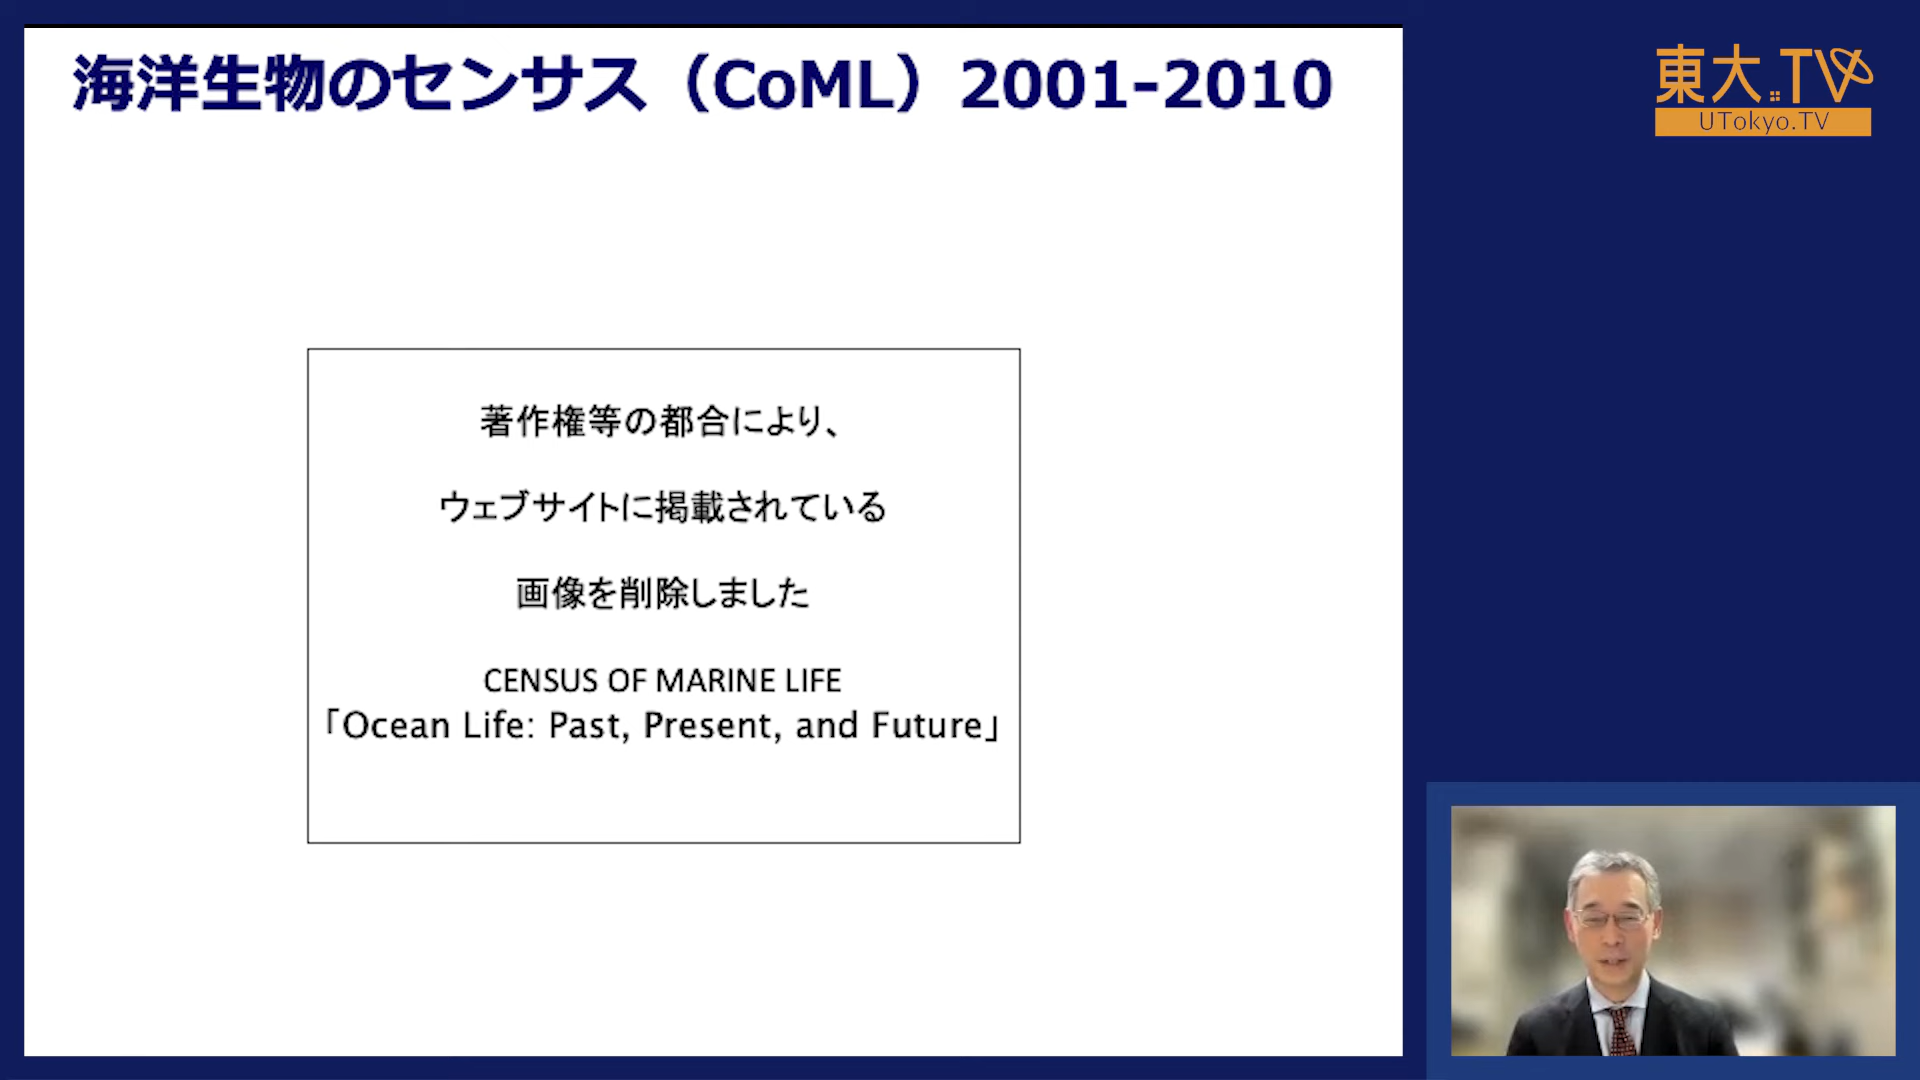 海洋生物のセンサス（CoML）2001-2010
東大.TV
UTokyo.TV
著作権等の都合により、
ウェブサイトに掲載されている
画像を削除しました
CENSUS OF MARINE LIFE
「Ocean Life: Past, Present, and Future」